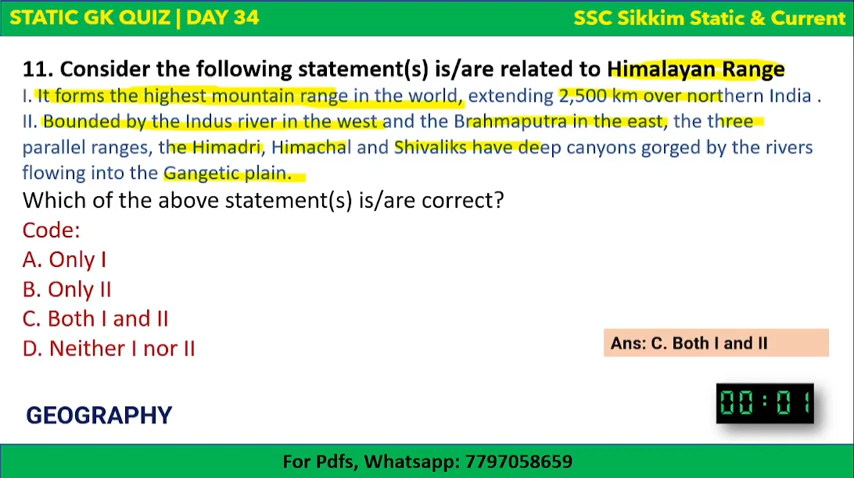 STATIC GK QUIZ | DAY 34
SSC Sikkim Static & Current
11. Consider the following statement(s) is/are related to Himalayan Range
I. It forms the highest mountain range in the world, extending 2,500 km over northern India .
II. Bounded by the Indus river in the west and the Brahmaputra in the east, the three
parallel ranges, the Himadri, Himachal and Shivaliks have deep canyons gorged by the rivers
flowing into the Gangetic plain.
Which of the above statement(s) is/are correct?
Code:
A. Only I
B. Only II
C. Both I and II
D. Neither I nor II
Ans: C. Both I and II
GEOGRAPHY
00:01
For Pdfs, Whatsapp: 7797058659